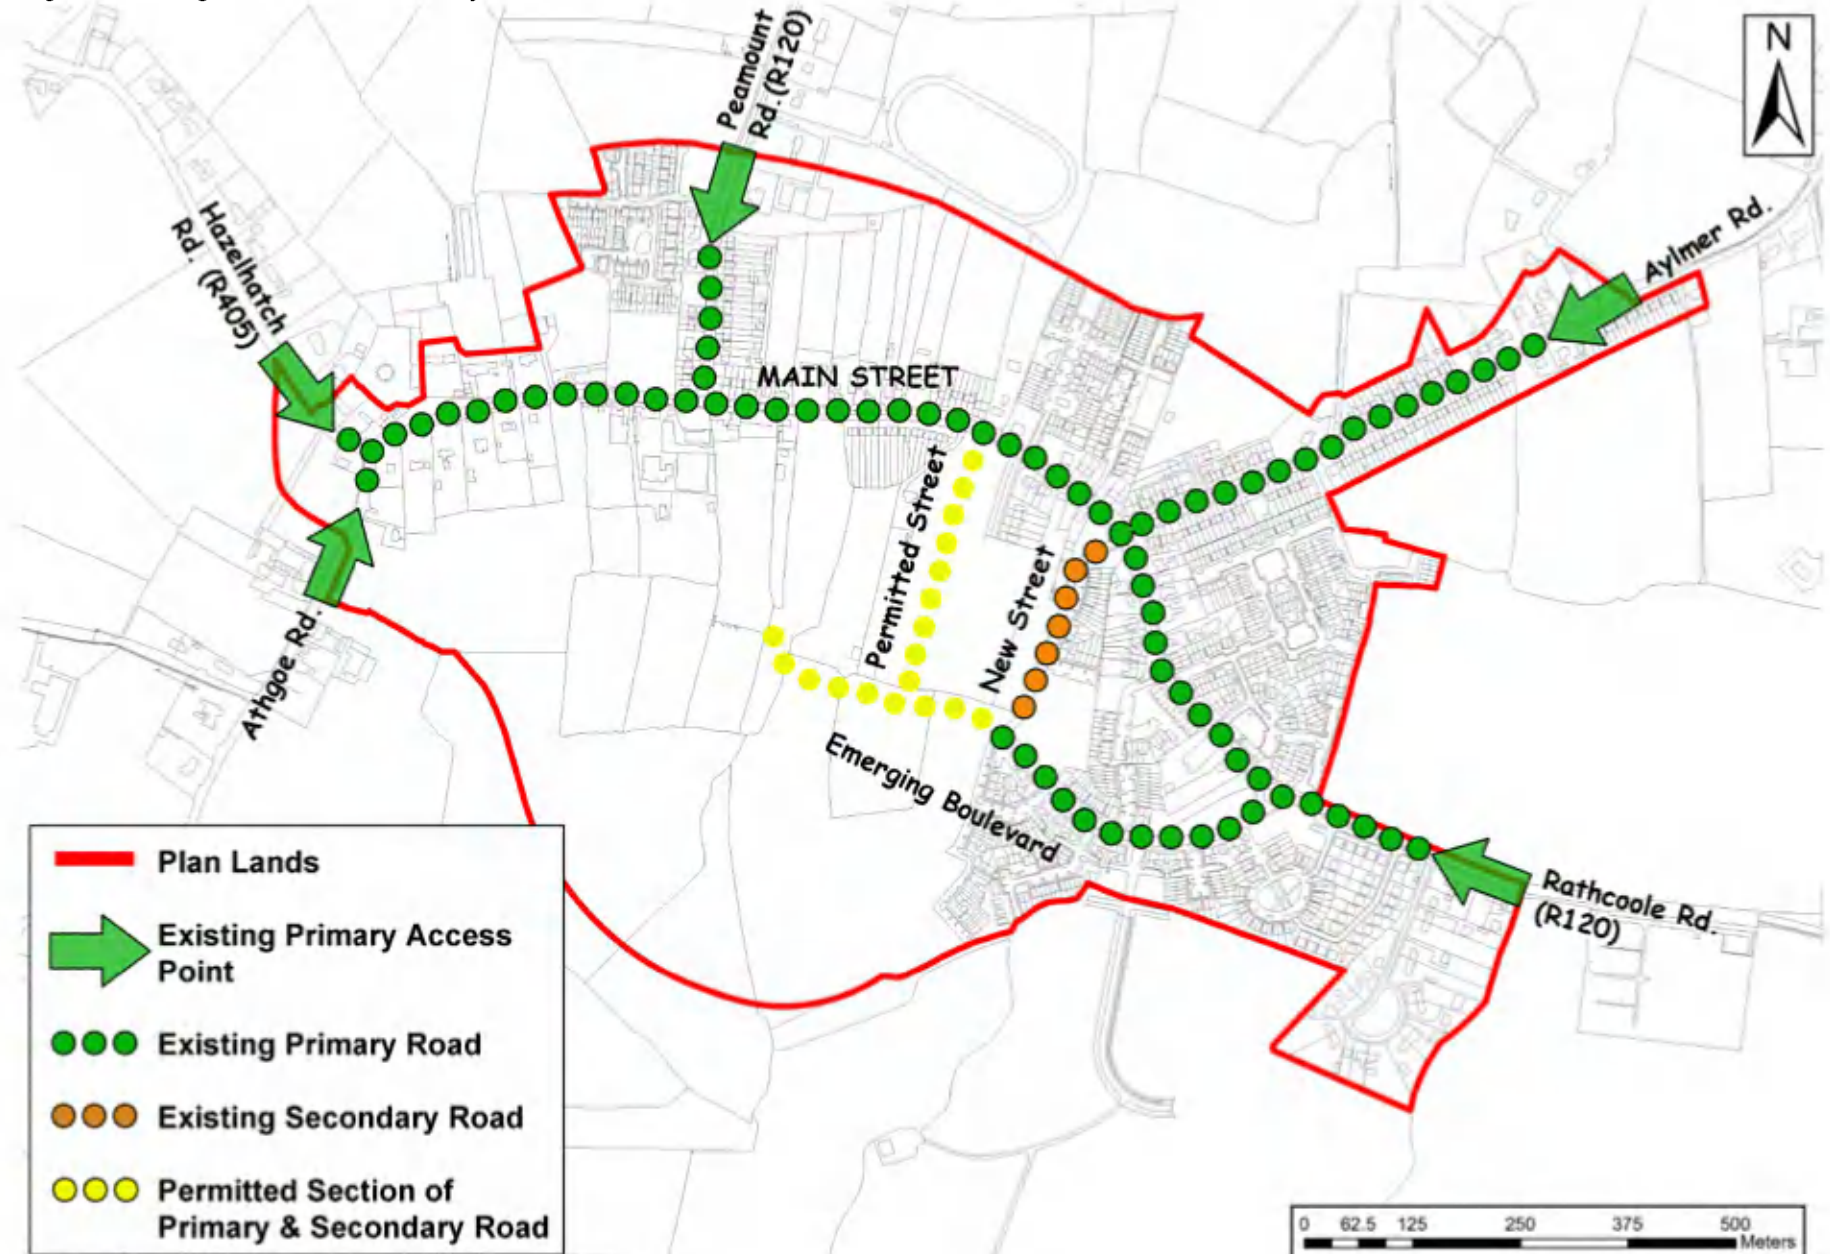 N
Peamount
Rd.(R120)
Hazelhatch
Rd. (R405)
Aylmer Rd.
MAIN STREET
Permitted Street
New Street
Athgoe Rd.
Emerging Boulevard
Rathcoole Rd.
(R120)
Plan Lands
Existing Primary Access
Point
Existing Primary Road
Existing Secondary Road
Permitted Section of
Primary & Secondary Road
0 62.5 125 250 375 500
Meters